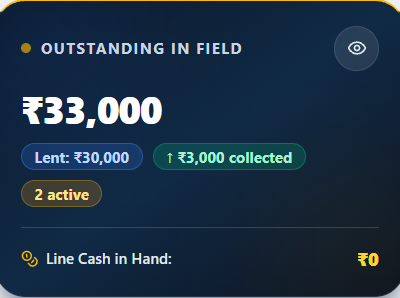 OUTSTANDING IN FIELD
₹33,000
Lent: ₹30,000 ↑ ₹3,000 collected
2 active
Line Cash in Hand: ₹0